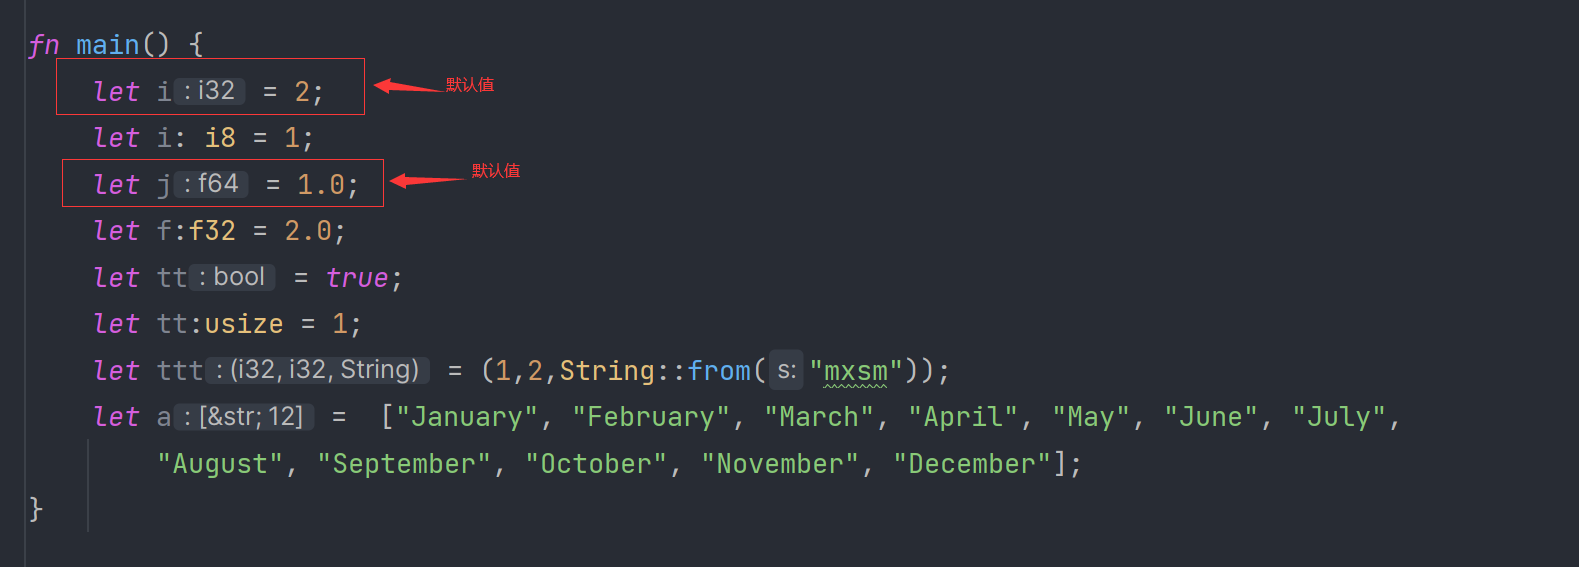 fn main() {
let i: i32 = 2; 默认值
let i: i8 = 1;
let j: f64 = 1.0; 默认值
let f:f32 = 2.0;
let tt: bool = true;
let tt:usize = 1;
let ttt: (i32, i32, String) = (1,2,String::from( s: "mxsm"));
let a: [&str; 12] = ["January", "February", "March", "April", "May", "June", "July",
"August", "September", "October", "November", "December"];
}